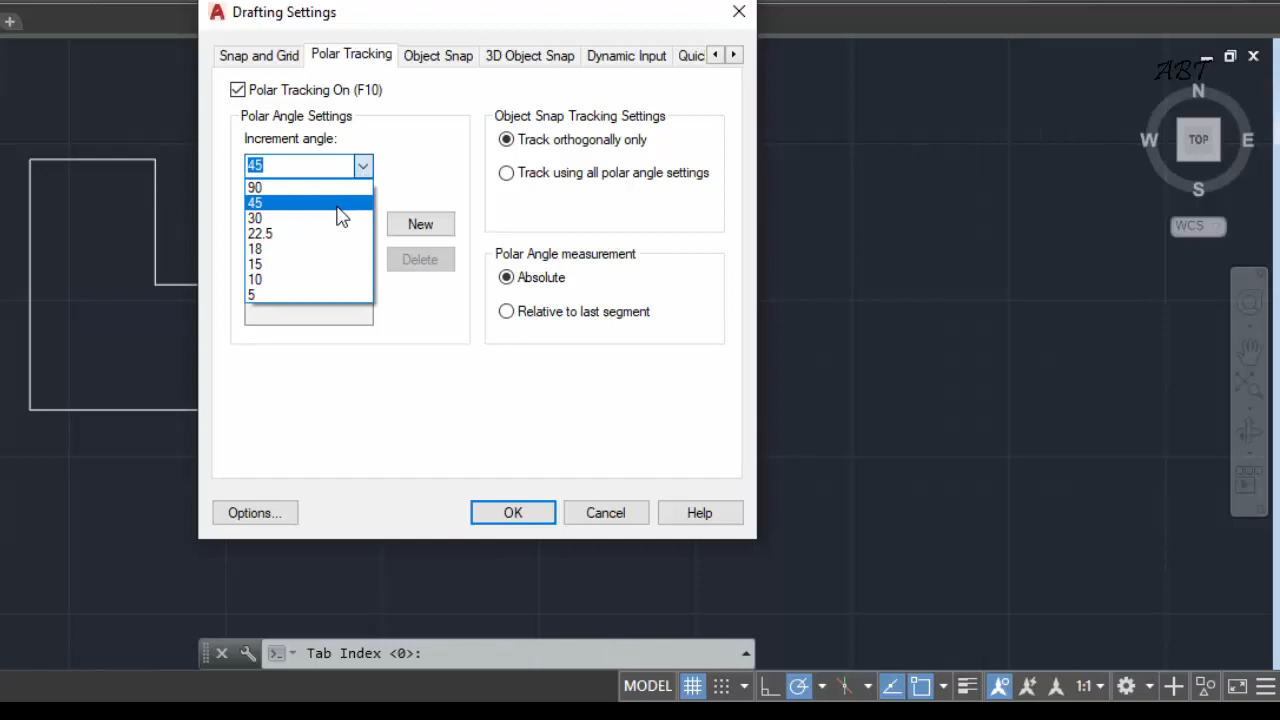 Drafting Settings
Snap and Grid
Polar Tracking
Object Snap
3D Object Snap
Dynamic Input
Quic
Polar Tracking On (F10)
Polar Angle Settings
Increment angle:
45
90
45
30
22.5
18
15
10
5
New
Delete
Object Snap Tracking Settings
Track orthogonally only
Track using all polar angle settings
Polar Angle measurement
Absolute
Relative to last segment
Options...
OK
Cancel
Help
ABT
N
W
TOP
E
S
WCS
Tab Index <0>:
MODEL
1:1